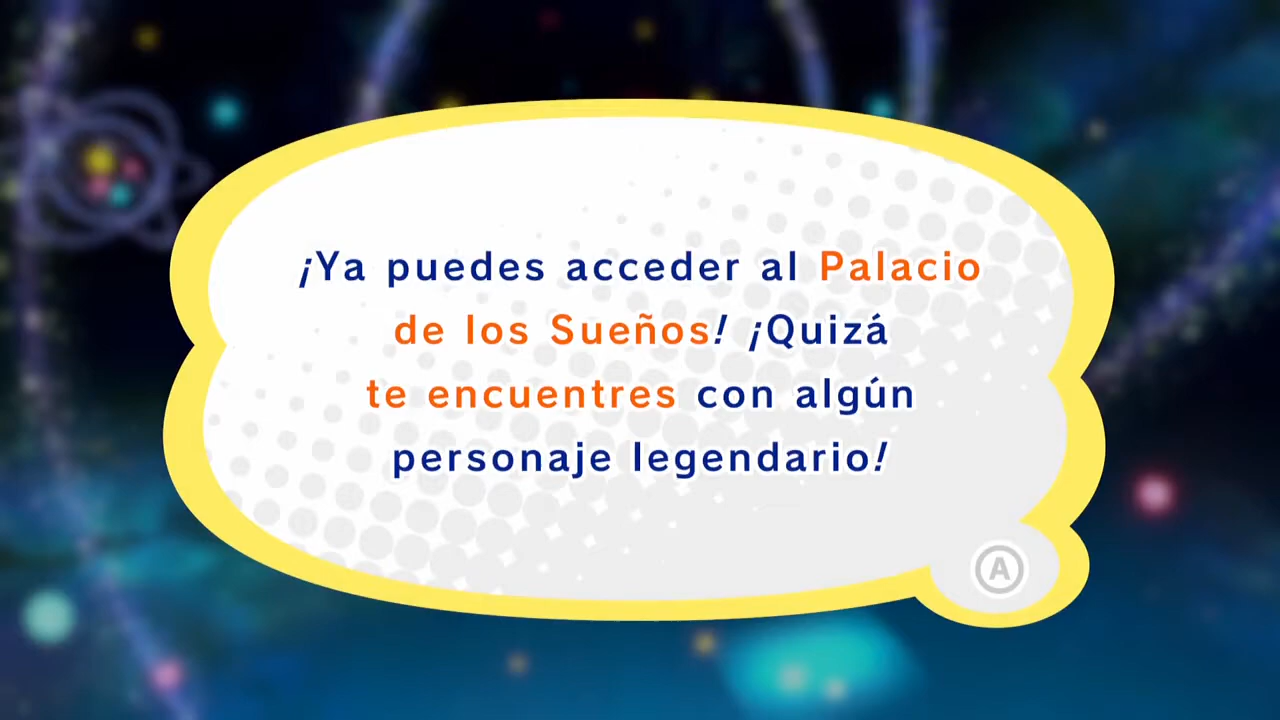 ¡Ya puedes acceder al Palacio
de los Sueños! ¡Quizá
te encuentres con algún
personaje legendario!
A